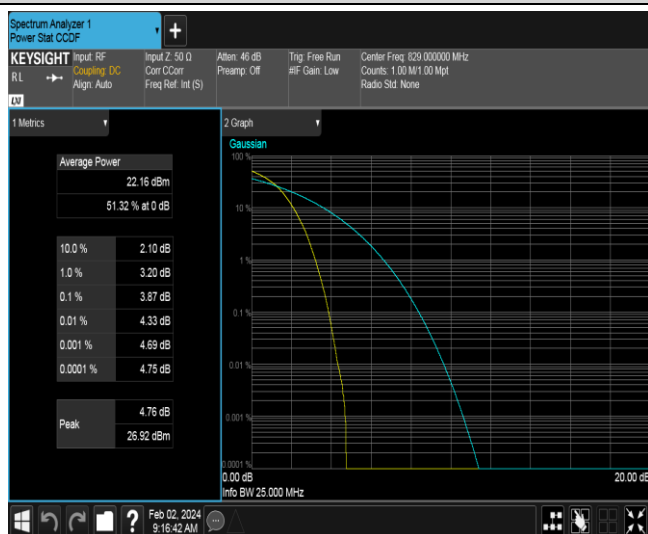 Spectrum Analyzer 1
Power Stat CCDF
+
KEYSIGHT
RL
LXI
Input: RF
Coupling: DC
Align: Auto
Input Z: 50 Ω
Corr CCorr
Freq Ref: Int (S)
Atten: 46 dB
Preamp: Off
Trig: Free Run
#IF Gain: Low
Center Freq: 829.000000 MHz
Counts: 1.00 M/1.00 Mpt
Radio Std: None
1 Metrics
Average Power
22.16 dBm
51.32 % at 0 dB
10.0 % 2.10 dB
1.0 % 3.20 dB
0.1 % 3.87 dB
0.01 % 4.33 dB
0.001 % 4.69 dB
0.0001 % 4.75 dB
Peak
4.76 dB
26.92 dBm
2 Graph
Gaussian
100 %
10 %
1 %
0.1 %
0.01 %
0.001 %
0.0001 %
0.00 dB 20.00 dB
Info BW 25.000 MHz
?
Feb 02, 2024
9:16:42 AM